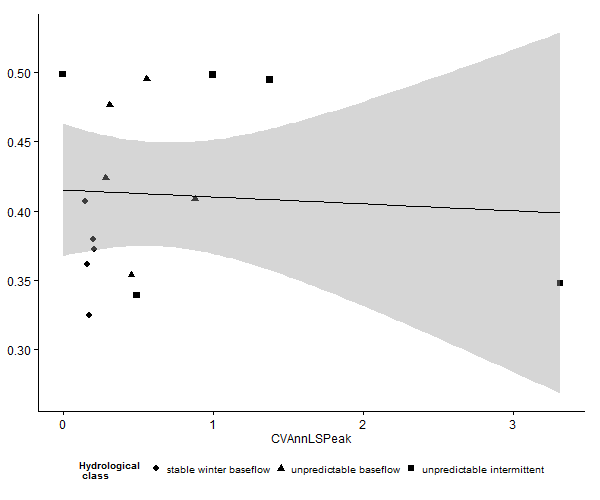 0.50
0.45
0.40
0.35
0.30
0 1 2 3
CVAnnLSPeak
Hydrological
class
stable winter baseflow unpredictable baseflow unpredictable intermittent